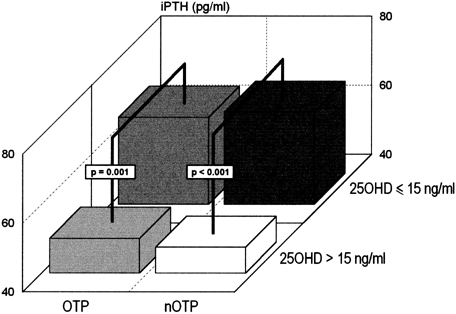 iPTH (pg/ml)
80
60
80
40
p = 0.001
p < 0.001
25OHD ⩽ 15 ng/ml
60
25OHD > 15 ng/ml
40
OTP
nOTP